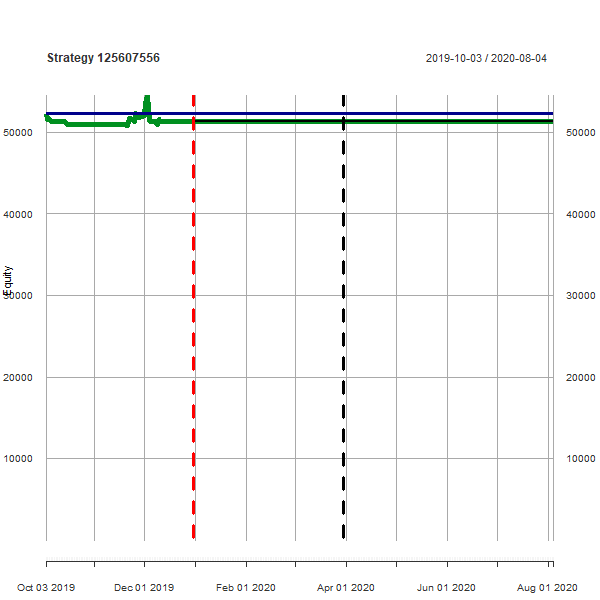 Strategy 125607556
2019-10-03 / 2020-08-04
50000
50000
40000
40000
Equity
30000
30000
20000
20000
10000
10000
Oct 03 2019
Dec 01 2019
Feb 01 2020
Apr 01 2020
Jun 01 2020
Aug 01 2020